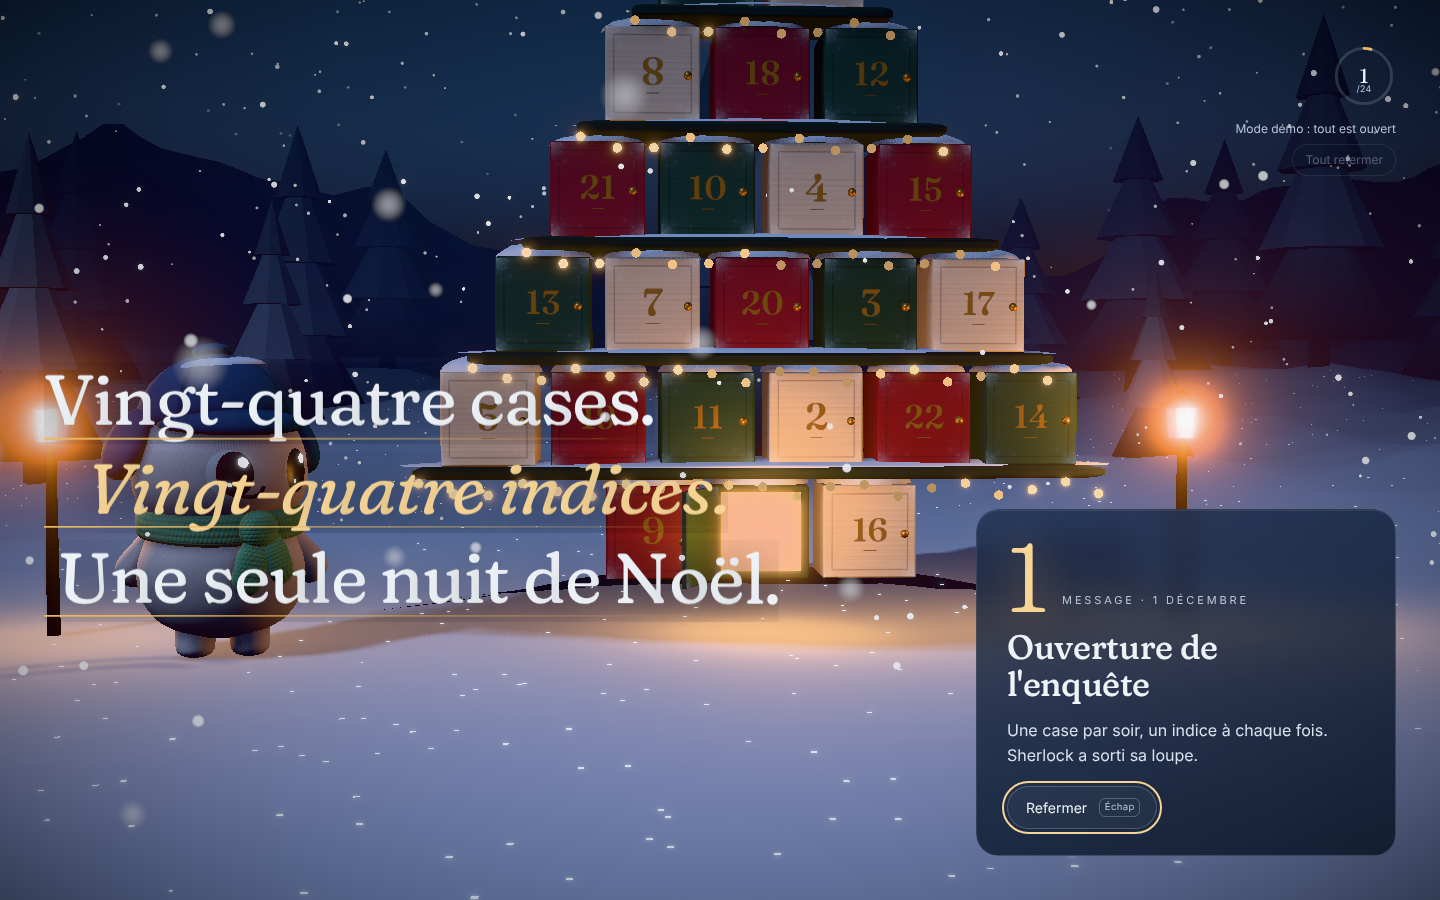 8 18 12
1
/24
Mode démo : tout est ouvert
Tout refermer
21 10 4 15
13 7 20 3 17
Vingt-quatre cases.
11 2 22 14
Vingt-quatre indices.
9 16
Une seule nuit de Noël.
1 MESSAGE · 1 DÉCEMBRE
Ouverture de
l'enquête
Une case par soir, un indice à chaque fois.
Sherlock a sorti sa loupe.
Refermer Échap